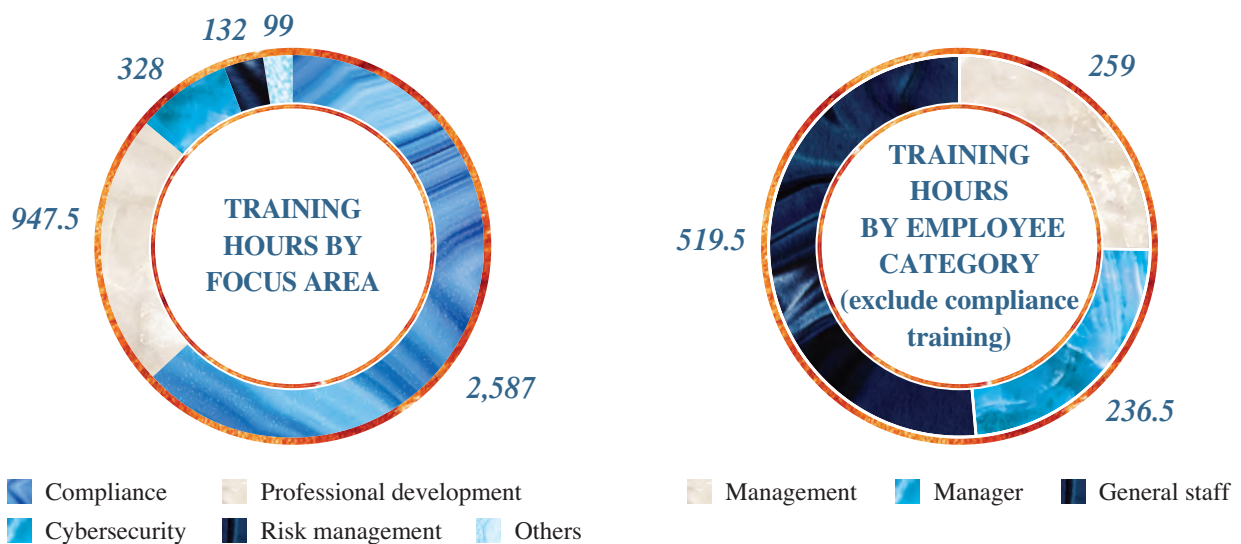 132
99
328
947.5
TRAINING
HOURS BY
FOCUS AREA
2,587
Compliance
Professional development
Cybersecurity
Risk management
Others
259
519.5
TRAINING
HOURS
BY EMPLOYEE
CATEGORY
(exclude compliance
training)
236.5
Management
Manager
General staff